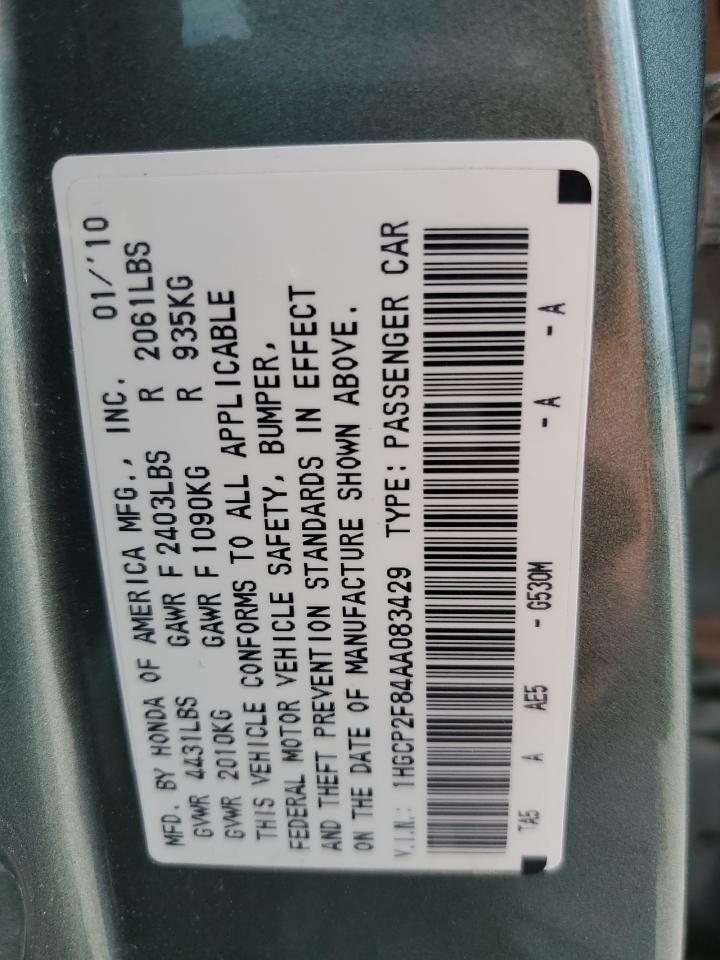 MFD. BY HONDA OF AMERICA MFG., INC. 01/'10
GVWR 4431LBS GAWR F 2403LBS R 2061LBS
GVWR 2010KG GAWR F 1090KG R 935KG
THIS VEHICLE CONFORMS TO ALL APPLICABLE
FEDERAL MOTOR VEHICLE SAFETY, BUMPER,
AND THEFT PREVENTION STANDARDS IN EFFECT
ON THE DATE OF MANUFACTURE SHOWN ABOVE.
V.I.N.: 1HGCP2F84AA083429 TYPE: PASSENGER CAR
TA5 A AE5 - G530M - A - A